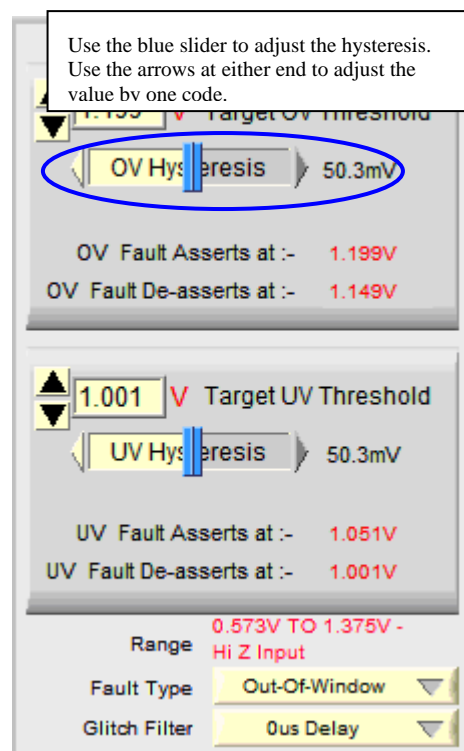 Use the blue slider to adjust the hysteresis.
Use the arrows at either end to adjust the
value by one code.
1.199 V Target OV Threshold
OV Hysteresis 50.3mV
OV Fault Asserts at :- 1.199V
OV Fault De-asserts at :- 1.149V
1.001 V Target UV Threshold
UV Hysteresis 50.3mV
UV Fault Asserts at :- 1.051V
UV Fault De-asserts at :- 1.001V
Range 0.573V TO 1.375V -
Hi Z Input
Fault Type Out-Of-Window
Glitch Filter 0us Delay